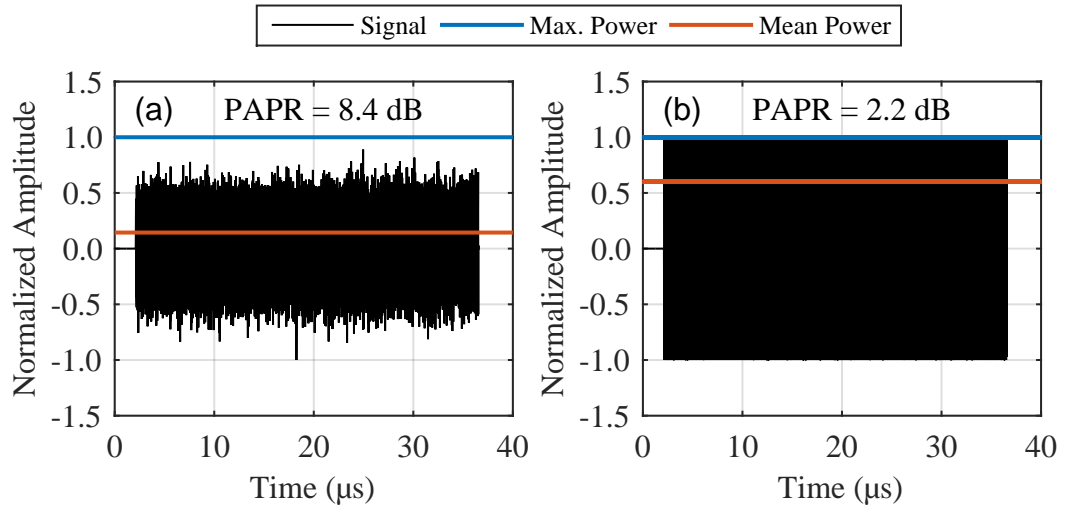 Signal Max. Power Mean Power
(a) PAPR = 8.4 dB
1.5
1.0
0.5
0.0
-0.5
-1.0
-1.5
Normalized Amplitude
0 10 20 30 40
Time (μs)
(b) PAPR = 2.2 dB
1.5
1.0
0.5
0.0
-0.5
-1.0
-1.5
Normalized Amplitude
0 10 20 30 40
Time (μs)